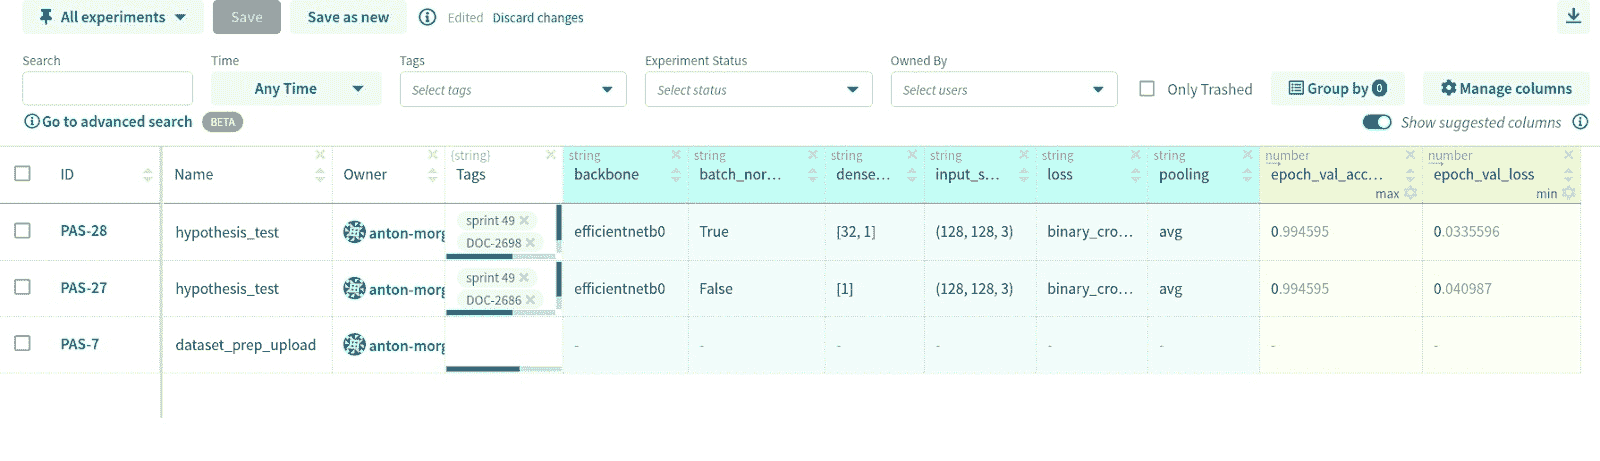 All experiments Save Save as new Edited Discard changes
Search Time Tags Experiment Status Owned By
Any Time Select tags Select status Select users Only Trashed Group by 0 Manage columns
Go to advanced search BETA Show suggested columns
{string} string string string string string string number number
ID Name Owner Tags backbone batch_nor... dense... input_s... loss pooling epoch_val_acc... epoch_val_loss
max min
sprint 49
PAS-28 hypothesis_test anton-morg efficientnetb0 True [32, 1] (128, 128, 3) binary_cro... avg 0.994595 0.0335596
DOC-2698
sprint 49
PAS-27 hypothesis_test anton-morg efficientnetb0 False [1] (128, 128, 3) binary_cro... avg 0.994595 0.040987
DOC-2686
PAS-7 dataset_prep_upload anton-morg - - - - - - - -